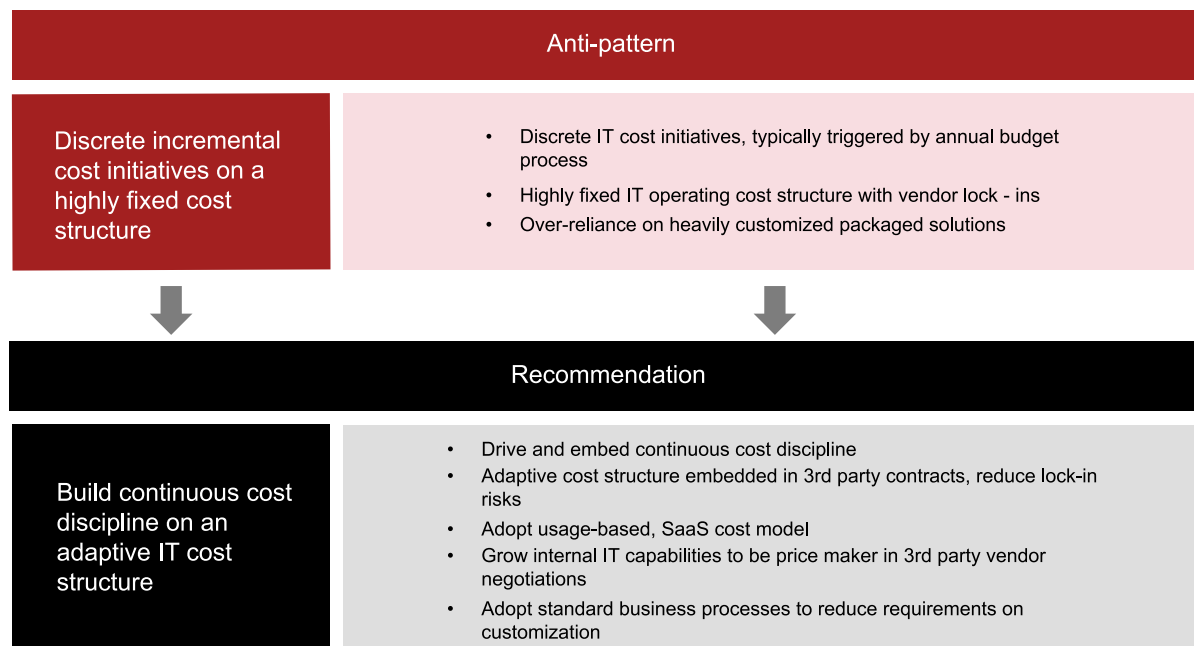 Anti-pattern
Discrete incremental
cost initiatives on a
highly fixed cost
structure
• Discrete IT cost initiatives, typically triggered by annual budget
process
• Highly fixed IT operating cost structure with vendor lock - ins
• Over-reliance on heavily customized packaged solutions
Recommendation
Build continuous cost
discipline on an
adaptive IT cost
structure
• Drive and embed continuous cost discipline
• Adaptive cost structure embedded in 3rd party contracts, reduce lock-in
risks
• Adopt usage-based, SaaS cost model
• Grow internal IT capabilities to be price maker in 3rd party vendor
negotiations
• Adopt standard business processes to reduce requirements on
customization